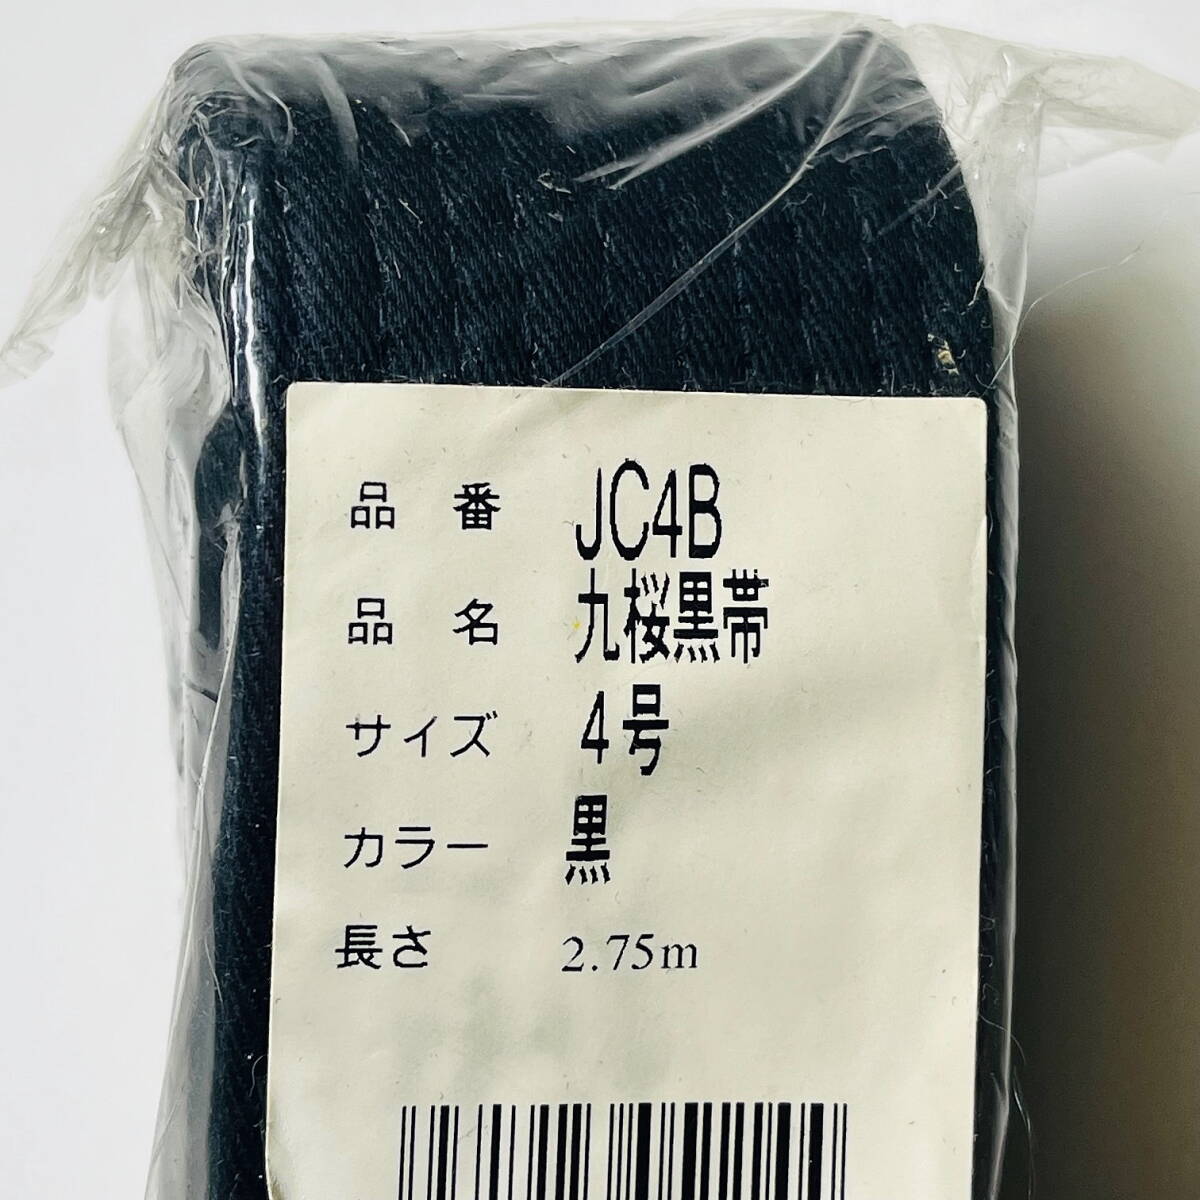 品 番 JC4B
品 名 九桜黒帯
サイズ 4号
カラー 黒
長さ 2.75m